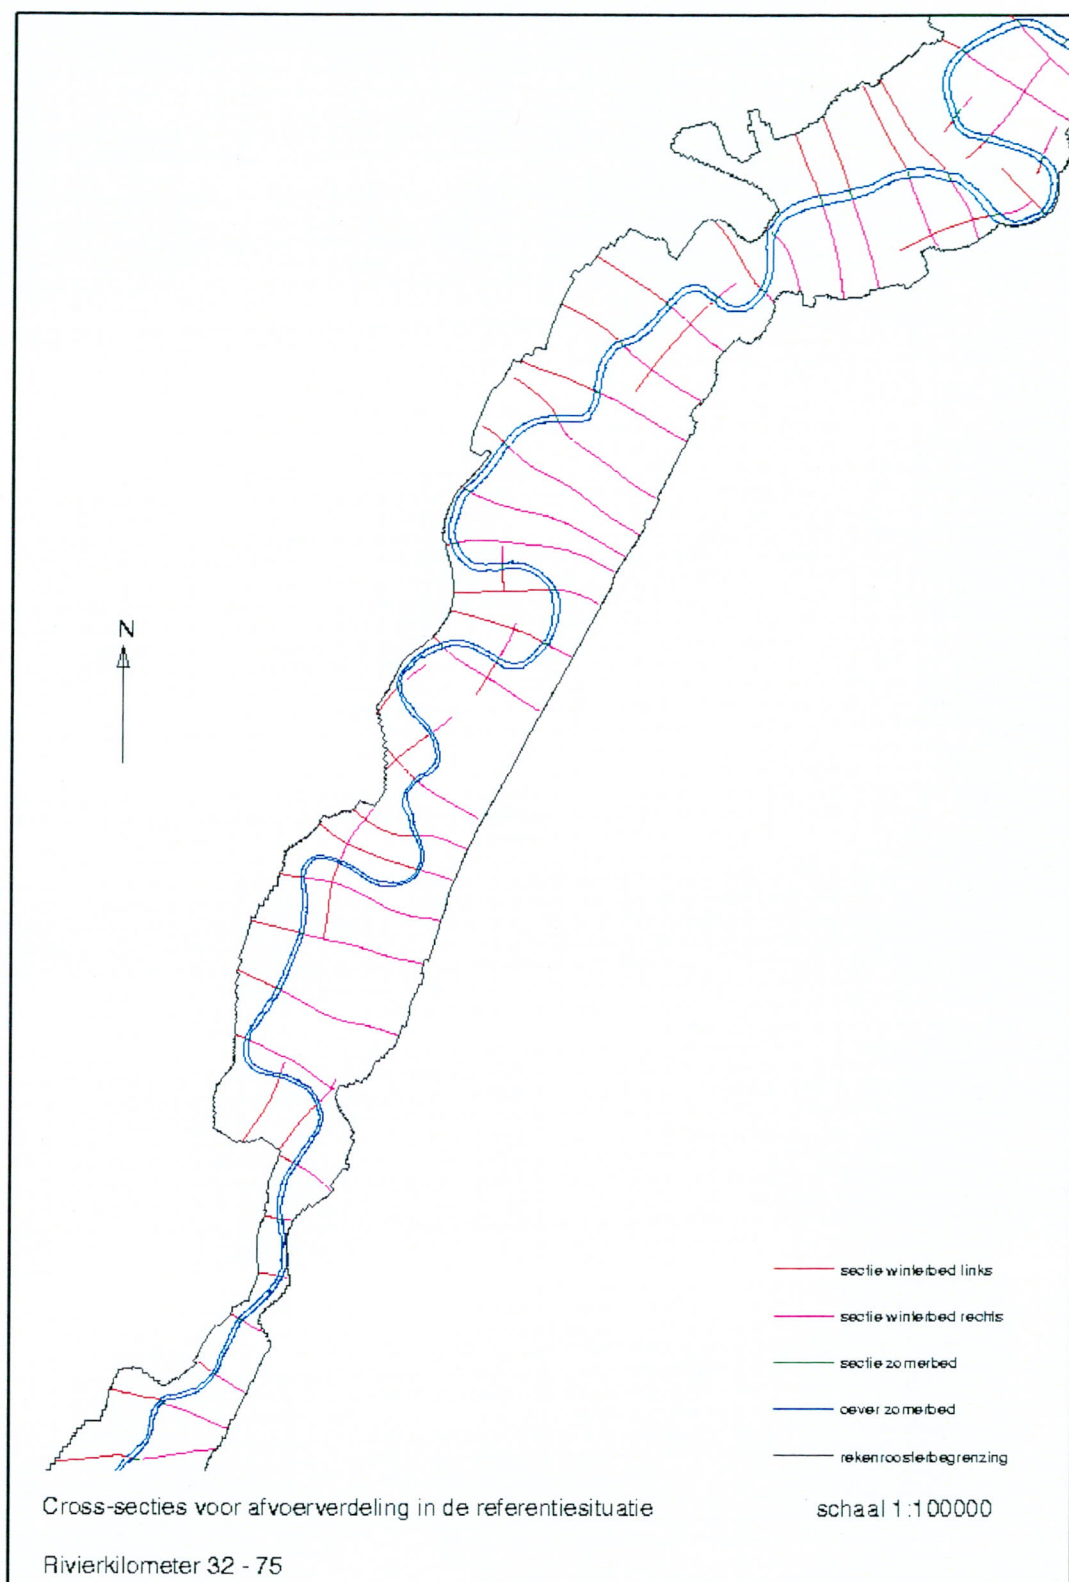 N
sectie winterbed links
sectie winterbed rechts
sectie zomerbed
oever zomerbed
rekenroosterbegrenzing
Cross-secties voor afvoerverdeling in de referentiesituatie
schaal 1:100000
Rivierkilometer 32 - 75